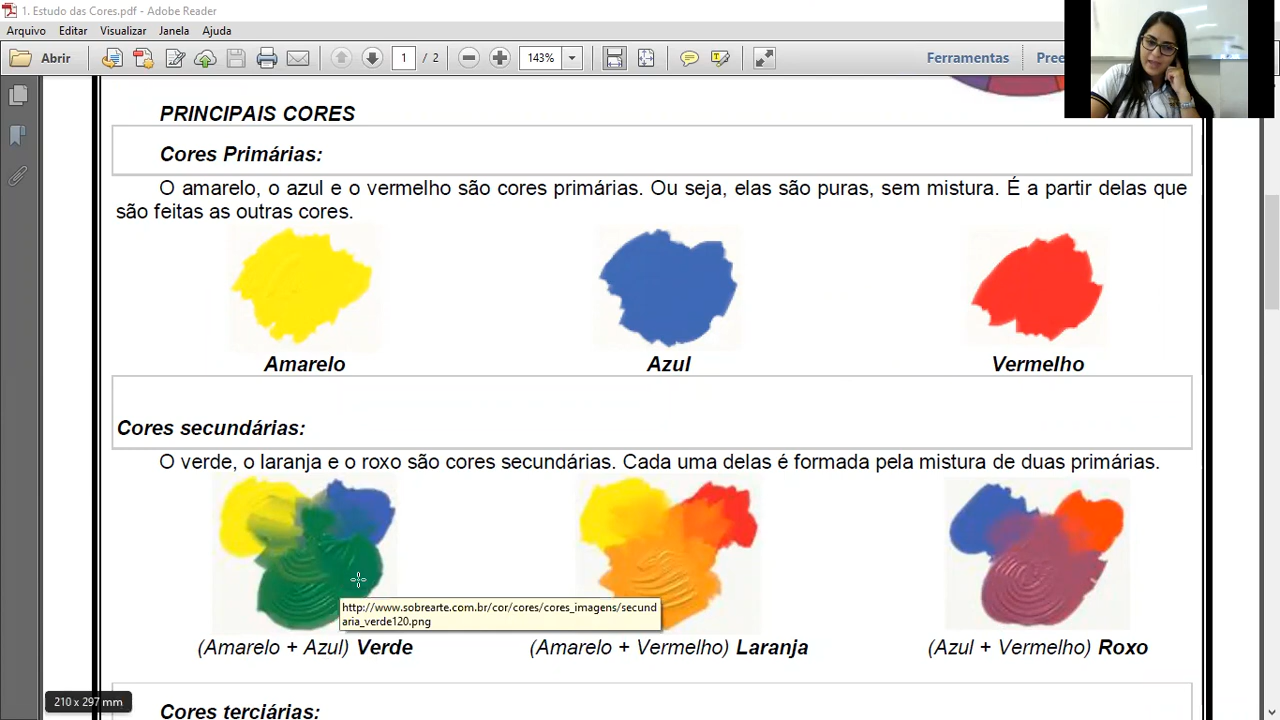 1. Estudo das Cores.pdf - Adobe Reader
Arquivo Editar Visualizar Janela Ajuda
Abrir 1 / 2 143% Ferramentas Pree
PRINCIPAIS CORES
Cores Primárias:
O amarelo, o azul e o vermelho são cores primárias. Ou seja, elas são puras, sem mistura. É a partir delas que
são feitas as outras cores.
Amarelo Azul Vermelho
Cores secundárias:
O verde, o laranja e o roxo são cores secundárias. Cada uma delas é formada pela mistura de duas primárias.
http://www.sobrearte.com.br/cor/cores/cores_imagens/secund
aria_verde120.png
(Amarelo + Azul) Verde (Amarelo + Vermelho) Laranja (Azul + Vermelho) Roxo
210 x 297 mm
Cores terciárias: